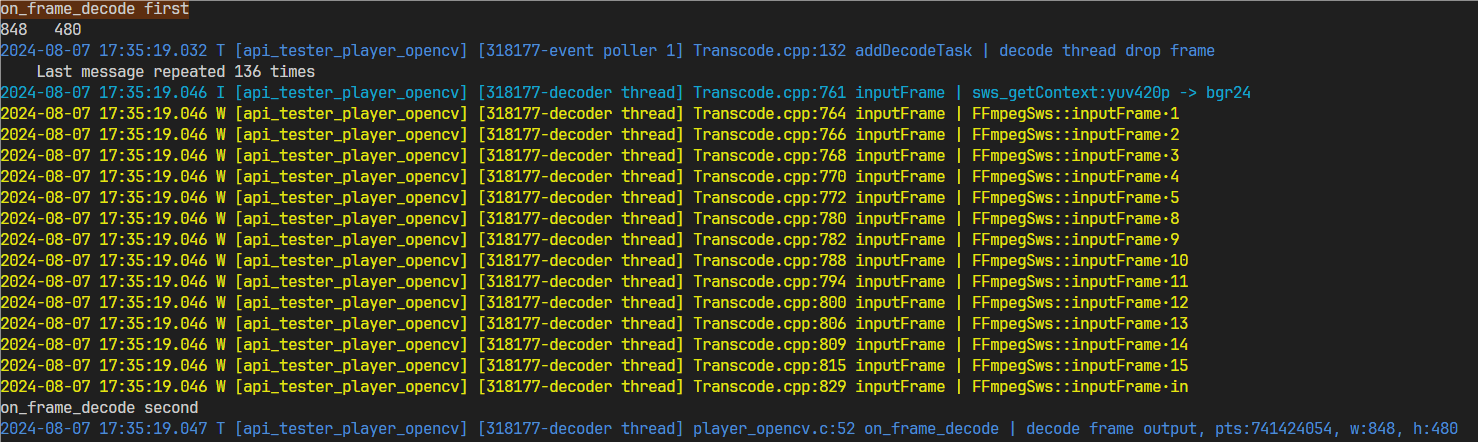 on_frame_decode first
848   480
2024-08-07 17:35:19.032 T [api_tester_player_opencv] [318177-event poller 1] Transcode.cpp:132 addDecodeTask | decode thread drop frame
    Last message repeated 136 times
2024-08-07 17:35:19.046 I [api_tester_player_opencv] [318177-decoder thread] Transcode.cpp:761 inputFrame | sws_getContext:yuv420p -> bgr24
2024-08-07 17:35:19.046 W [api_tester_player_opencv] [318177-decoder thread] Transcode.cpp:764 inputFrame | FFmpegSws::inputFrame·1
2024-08-07 17:35:19.046 W [api_tester_player_opencv] [318177-decoder thread] Transcode.cpp:766 inputFrame | FFmpegSws::inputFrame·2
2024-08-07 17:35:19.046 W [api_tester_player_opencv] [318177-decoder thread] Transcode.cpp:768 inputFrame | FFmpegSws::inputFrame·3
2024-08-07 17:35:19.046 W [api_tester_player_opencv] [318177-decoder thread] Transcode.cpp:770 inputFrame | FFmpegSws::inputFrame·4
2024-08-07 17:35:19.046 W [api_tester_player_opencv] [318177-decoder thread] Transcode.cpp:772 inputFrame | FFmpegSws::inputFrame·5
2024-08-07 17:35:19.046 W [api_tester_player_opencv] [318177-decoder thread] Transcode.cpp:780 inputFrame | FFmpegSws::inputFrame·8
2024-08-07 17:35:19.046 W [api_tester_player_opencv] [318177-decoder thread] Transcode.cpp:782 inputFrame | FFmpegSws::inputFrame·9
2024-08-07 17:35:19.046 W [api_tester_player_opencv] [318177-decoder thread] Transcode.cpp:788 inputFrame | FFmpegSws::inputFrame·10
2024-08-07 17:35:19.046 W [api_tester_player_opencv] [318177-decoder thread] Transcode.cpp:794 inputFrame | FFmpegSws::inputFrame·11
2024-08-07 17:35:19.046 W [api_tester_player_opencv] [318177-decoder thread] Transcode.cpp:800 inputFrame | FFmpegSws::inputFrame·12
2024-08-07 17:35:19.046 W [api_tester_player_opencv] [318177-decoder thread] Transcode.cpp:806 inputFrame | FFmpegSws::inputFrame·13
2024-08-07 17:35:19.046 W [api_tester_player_opencv] [318177-decoder thread] Transcode.cpp:809 inputFrame | FFmpegSws::inputFrame·14
2024-08-07 17:35:19.046 W [api_tester_player_opencv] [318177-decoder thread] Transcode.cpp:815 inputFrame | FFmpegSws::inputFrame·15
2024-08-07 17:35:19.046 W [api_tester_player_opencv] [318177-decoder thread] Transcode.cpp:829 inputFrame | FFmpegSws::inputFrame·in
on_frame_decode second
2024-08-07 17:35:19.047 T [api_tester_player_opencv] [318177-decoder thread] player_opencv.c:52 on_frame_decode | decode frame output, pts:741424054, w:848, h:480